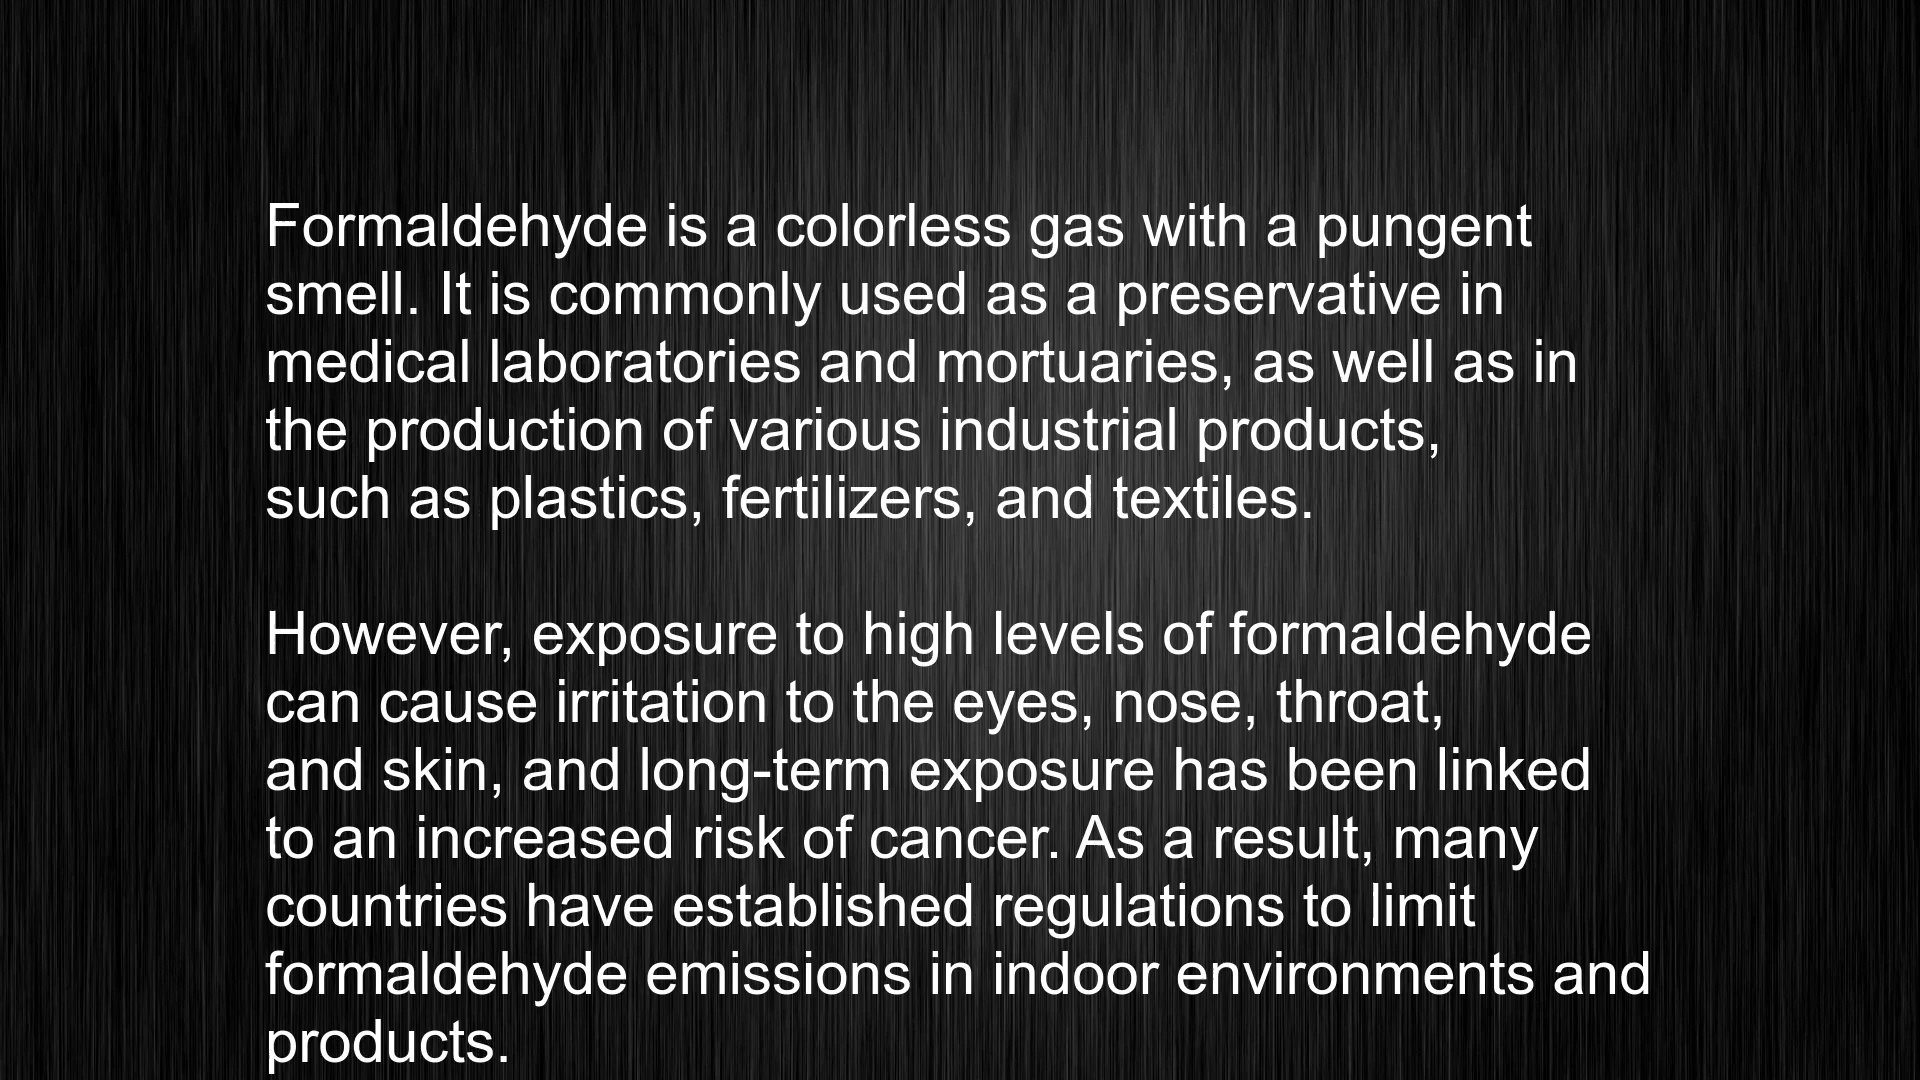 Formaldehyde is a colorless gas with a pungent
smell. It is commonly used as a preservative in
medical laboratories and mortuaries, as well as in
the production of various industrial products,
such as plastics, fertilizers, and textiles.
However, exposure to high levels of formaldehyde
can cause irritation to the eyes, nose, throat,
and skin, and long-term exposure has been linked
to an increased risk of cancer. As a result, many
countries have established regulations to limit
formaldehyde emissions in indoor environments and
products.